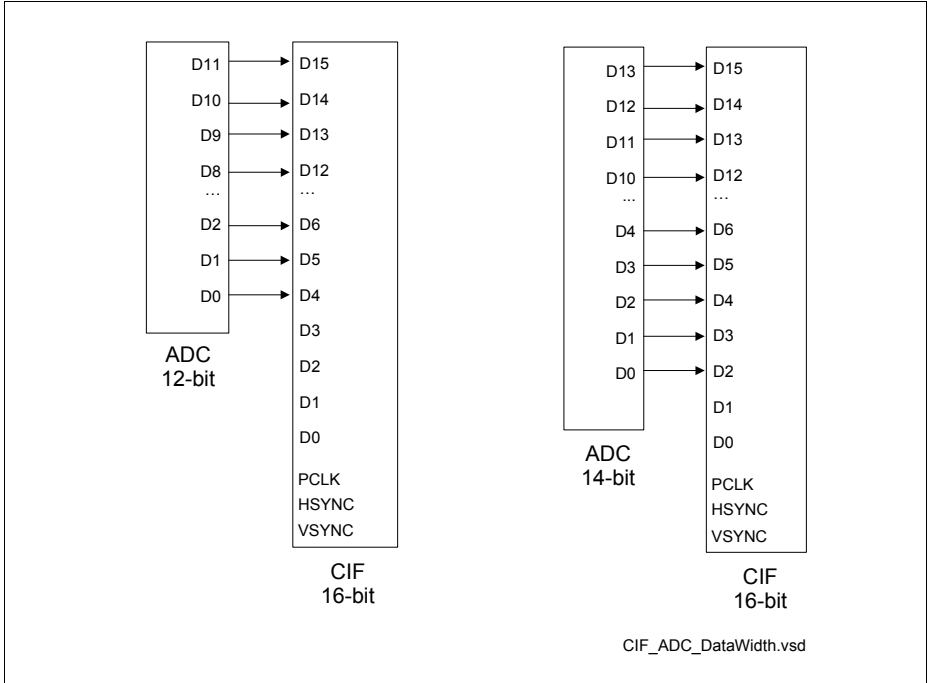 D11
D10
D9
D8
...
D2
D1
D0
ADC
12-bit
D15
D14
D13
D12
...
D6
D5
D4
D3
D2
D1
D0
PCLK
HSYNC
VSYNC
CIF
16-bit
D13
D12
D11
D10
...
D4
D3
D2
D1
D0
ADC
14-bit
D15
D14
D13
D12
...
D6
D5
D4
D3
D2
D1
D0
PCLK
HSYNC
VSYNC
CIF
16-bit
CIF_ADC_DataWidth.vsd